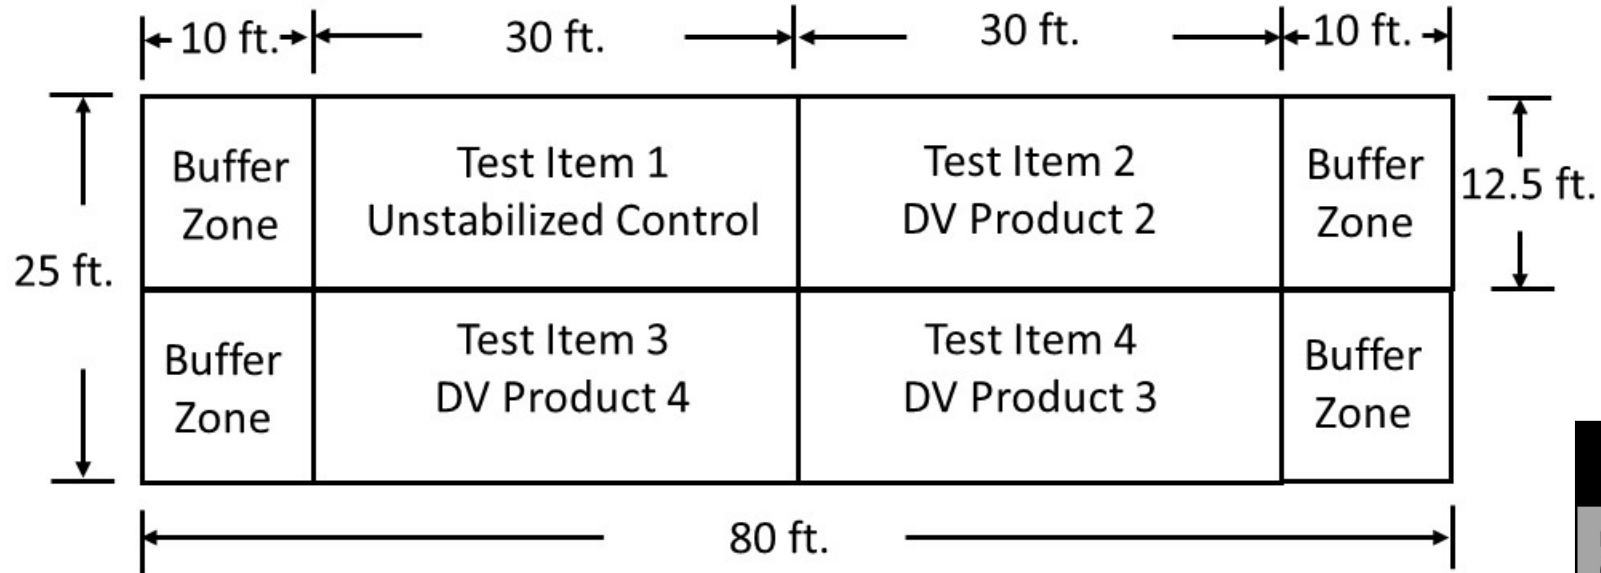 10 ft.
30 ft.
30 ft.
10 ft.
Buffer
Zone
Test Item 1
Unstabilized Control
Test Item 2
DV Product 2
Buffer
Zone
12.5 ft.
25 ft.
Buffer
Zone
Test Item 3
DV Product 4
Test Item 4
DV Product 3
Buffer
Zone
80 ft.